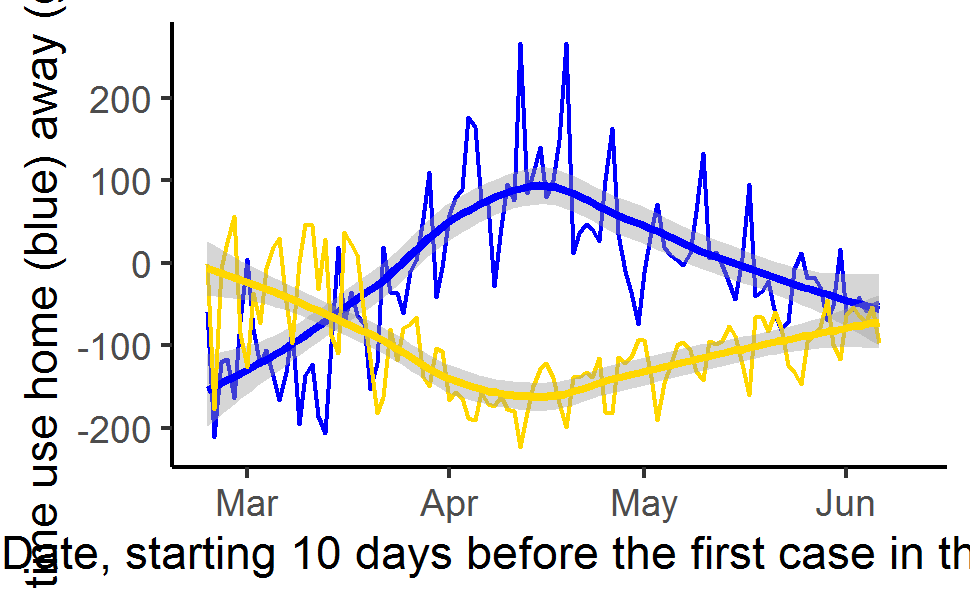 time use home (blue) away (
200
100
0
-100
-200
Mar Apr May Jun
Date, starting 10 days before the first case in th